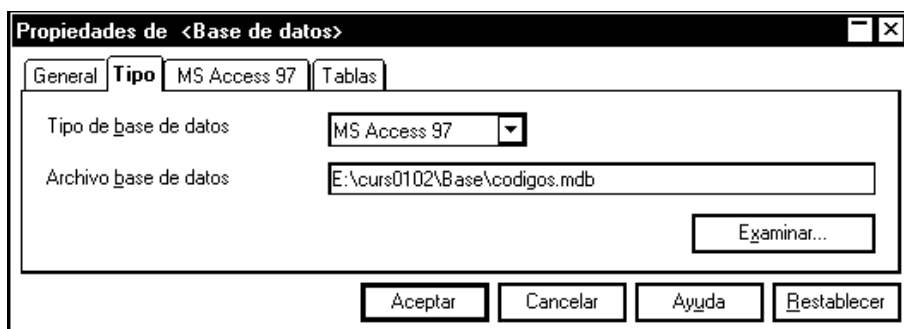 Propiedades de <Base de datos>
General Tipo MS Access 97 Tablas
Tipo de base de datos MS Access 97
Archivo base de datos E:\curs0102\Base\codigos.mdb
Examinar...
Aceptar Cancelar Ayuda Restablecer